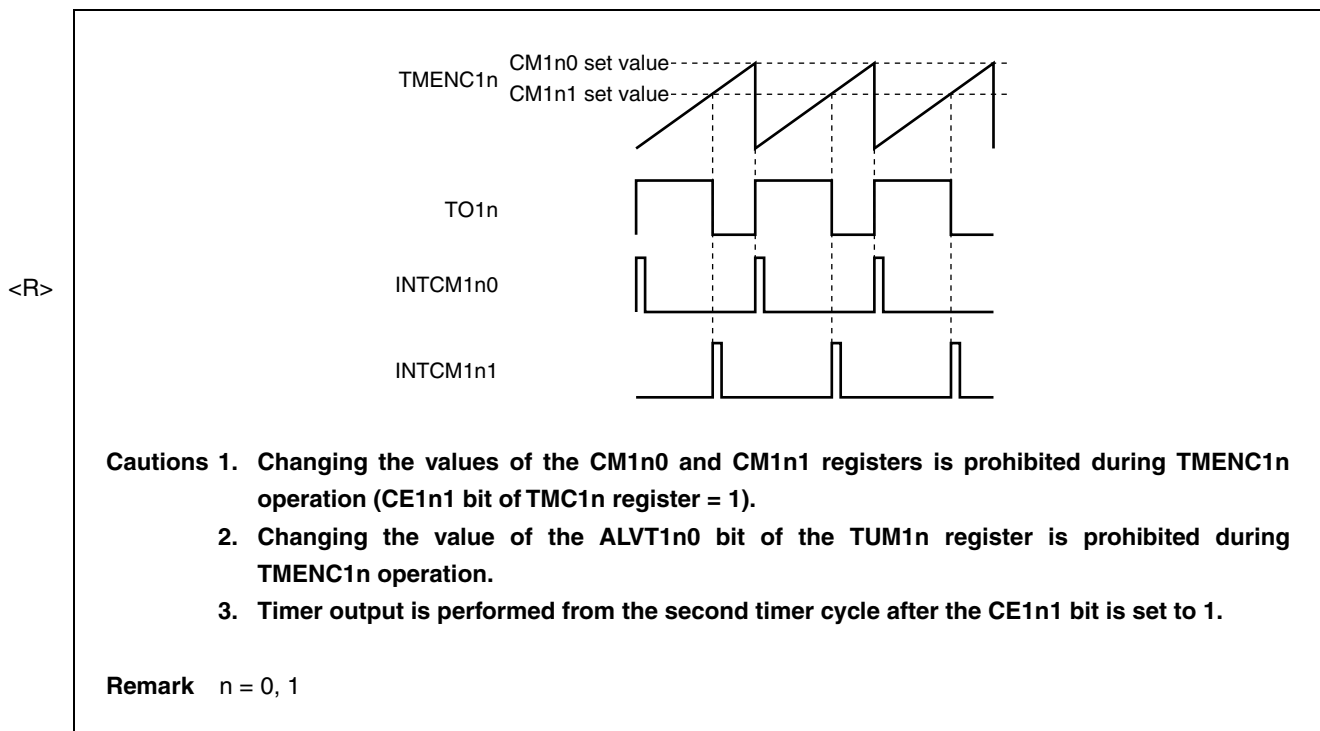 CM1n0 set value
TMENC1n
CM1n1 set value
TO1n
<R>
INTCM1n0
INTCM1n1
Cautions 1. Changing the values of the CM1n0 and CM1n1 registers is prohibited during TMENC1n
operation (CE1n1 bit of TMC1n register = 1).
2. Changing the value of the ALVT1n0 bit of the TUM1n register is prohibited during
TMENC1n operation.
3. Timer output is performed from the second timer cycle after the CE1n1 bit is set to 1.
Remark n = 0, 1